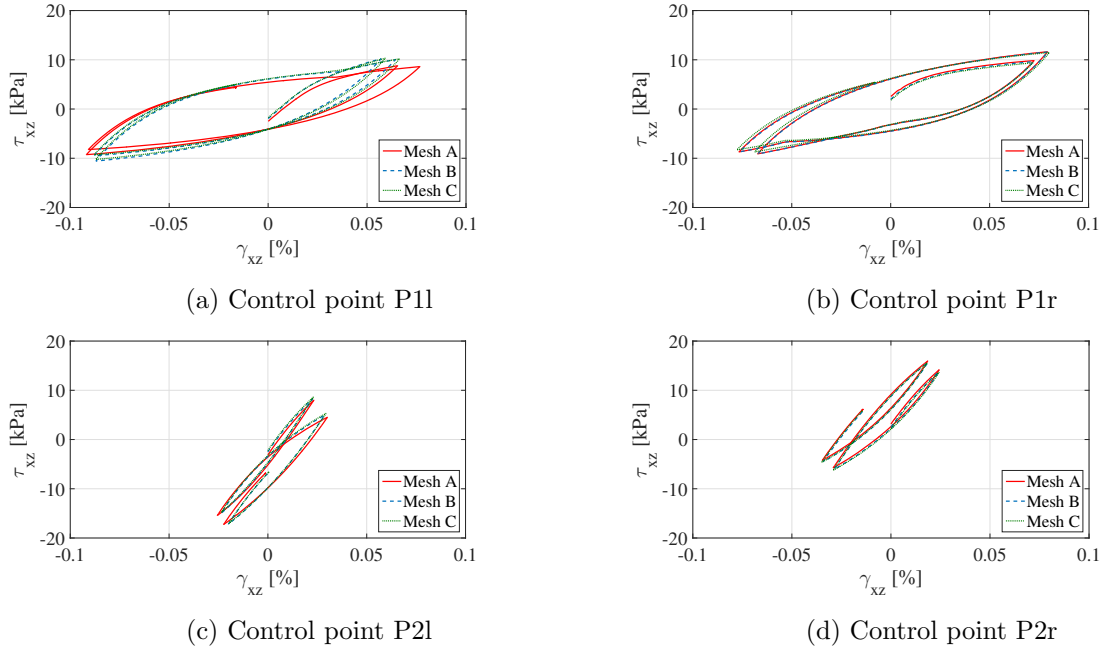 20
10
0
-10
-20
τxz [kPa]
-0.1 -0.05 0 0.05 0.1
γxz [%]
Mesh A
Mesh B
Mesh C
(a) Control point P1l
20
10
0
-10
-20
τxz [kPa]
-0.1 -0.05 0 0.05 0.1
γxz [%]
Mesh A
Mesh B
Mesh C
(b) Control point P1r
20
10
0
-10
-20
τxz [kPa]
-0.1 -0.05 0 0.05 0.1
γxz [%]
Mesh A
Mesh B
Mesh C
(c) Control point P2l
20
10
0
-10
-20
τxz [kPa]
-0.1 -0.05 0 0.05 0.1
γxz [%]
Mesh A
Mesh B
Mesh C
(d) Control point P2r